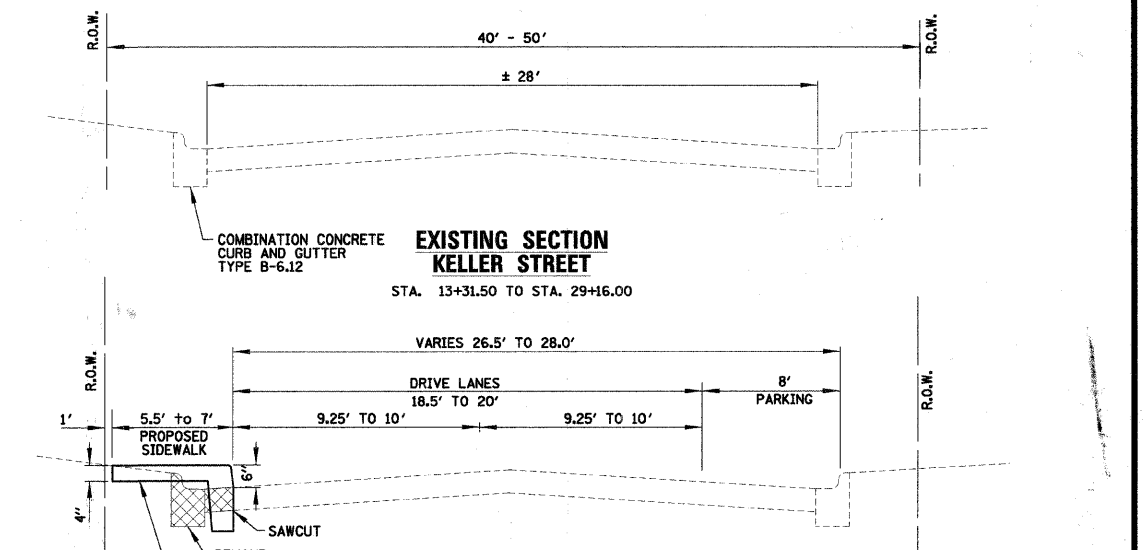 R.O.W.
40' - 50'
R.O.W.
± 28'
COMBINATION CONCRETE
CURB AND GUTTER
TYPE B-6.12
EXISTING SECTION
KELLER STREET
STA. 13+31.50 TO STA. 29+16.00
VARIES 26.5' TO 28.0'
R.O.W.
DRIVE LANES
18.5' TO 20'
8'
PARKING
R.O.W.
1'
5.5' to 7'
PROPOSED
SIDEWALK
9.25' TO 10'
9.25' TO 10'
6"
4"
SAWCUT